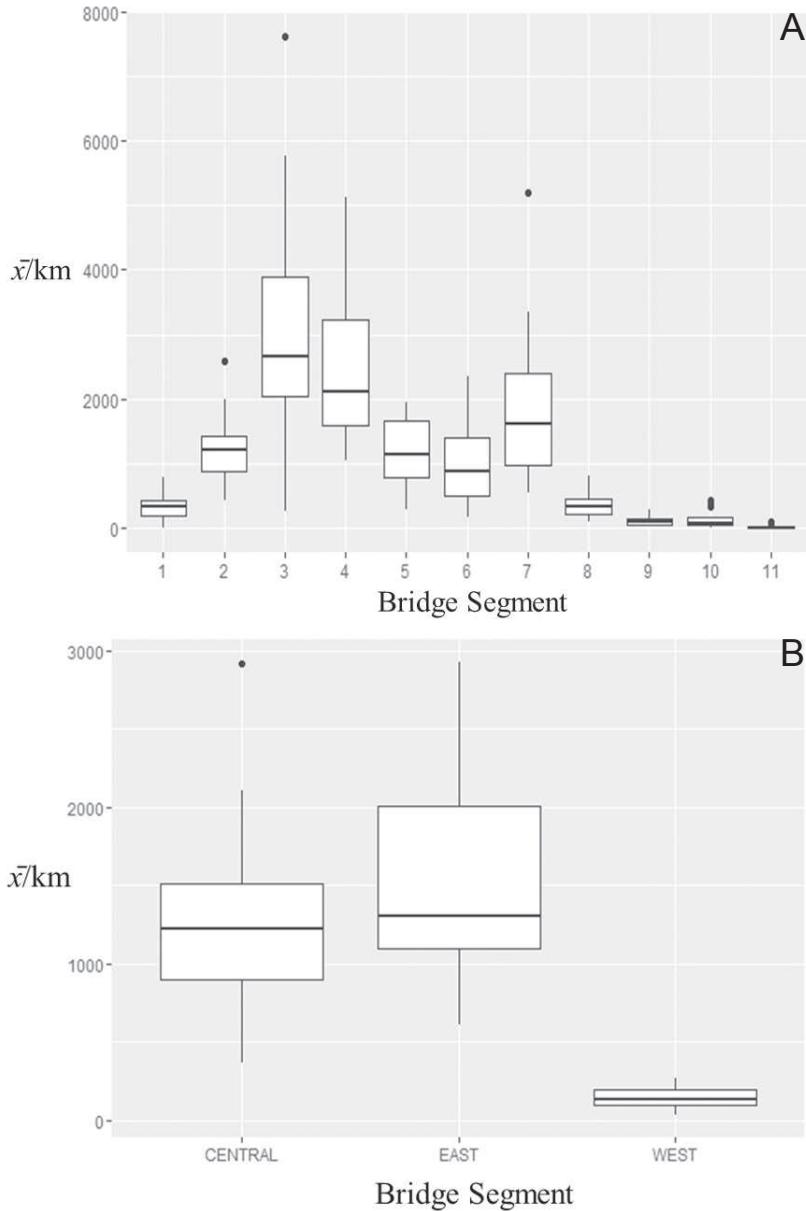 A
8000
6000
x̄/km 4000
2000
0
1 2 3 4 5 6 7 8 9 10 11
Bridge Segment
B
3000
2000
x̄/km
1000
0
CENTRAL EAST WEST
Bridge Segment